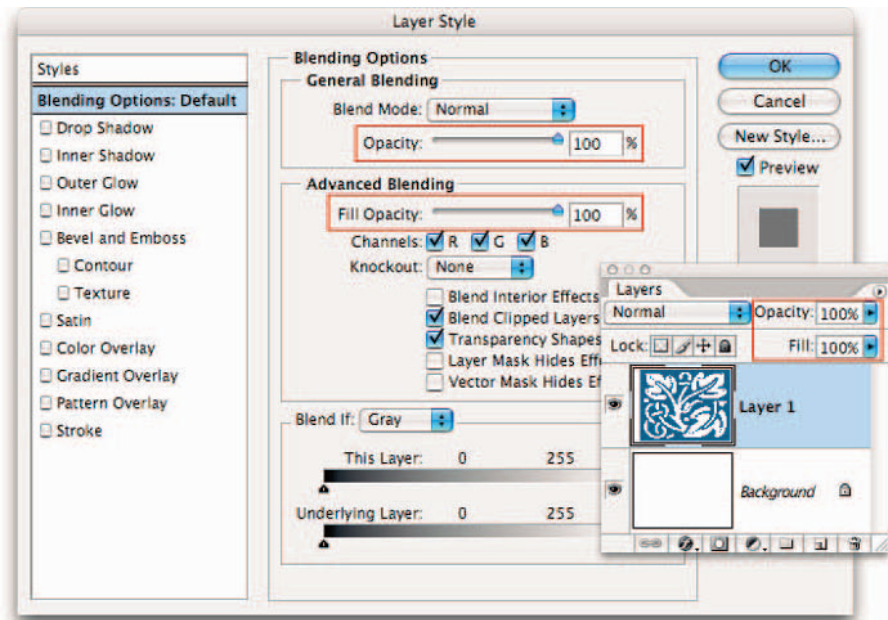 Layer Style
Styles
Blending Options: Default
Drop Shadow
Inner Shadow
Outer Glow
Inner Glow
Bevel and Emboss
Contour
Texture
Satin
Color Overlay
Gradient Overlay
Pattern Overlay
Stroke
Blending Options
General Blending
Blend Mode: Normal
Opacity: 100 %
Advanced Blending
Fill Opacity: 100 %
Channels: R G B
Knockout: None
Blend Interior Effects
Blend Clipped Layers
Transparency Shapes
Layer Mask Hides Eff
Vector Mask Hides Ef
Blend If: Gray
This Layer: 0 255
Underlying Layer: 0 255
OK
Cancel
New Style...
Preview
Layers
Normal Opacity: 100%
Lock: Fill: 100%
Layer 1
Background